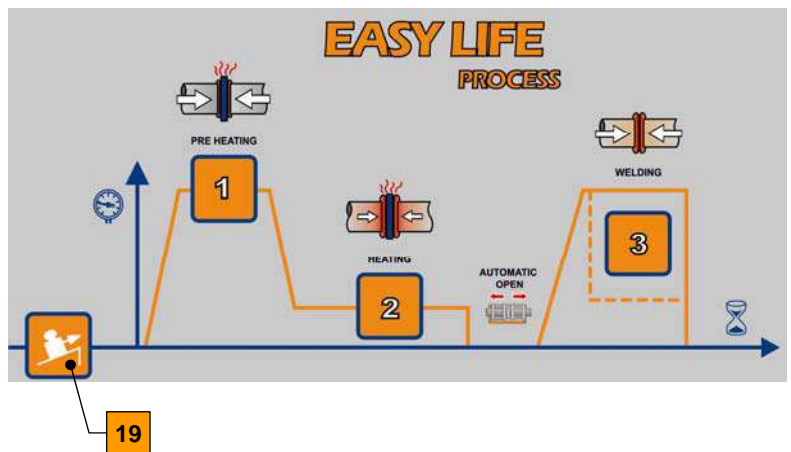 EASY LIFE
PROCESS
PRE HEATING
1
WELDING
HEATING
2
AUTOMATIC
OPEN
3
19